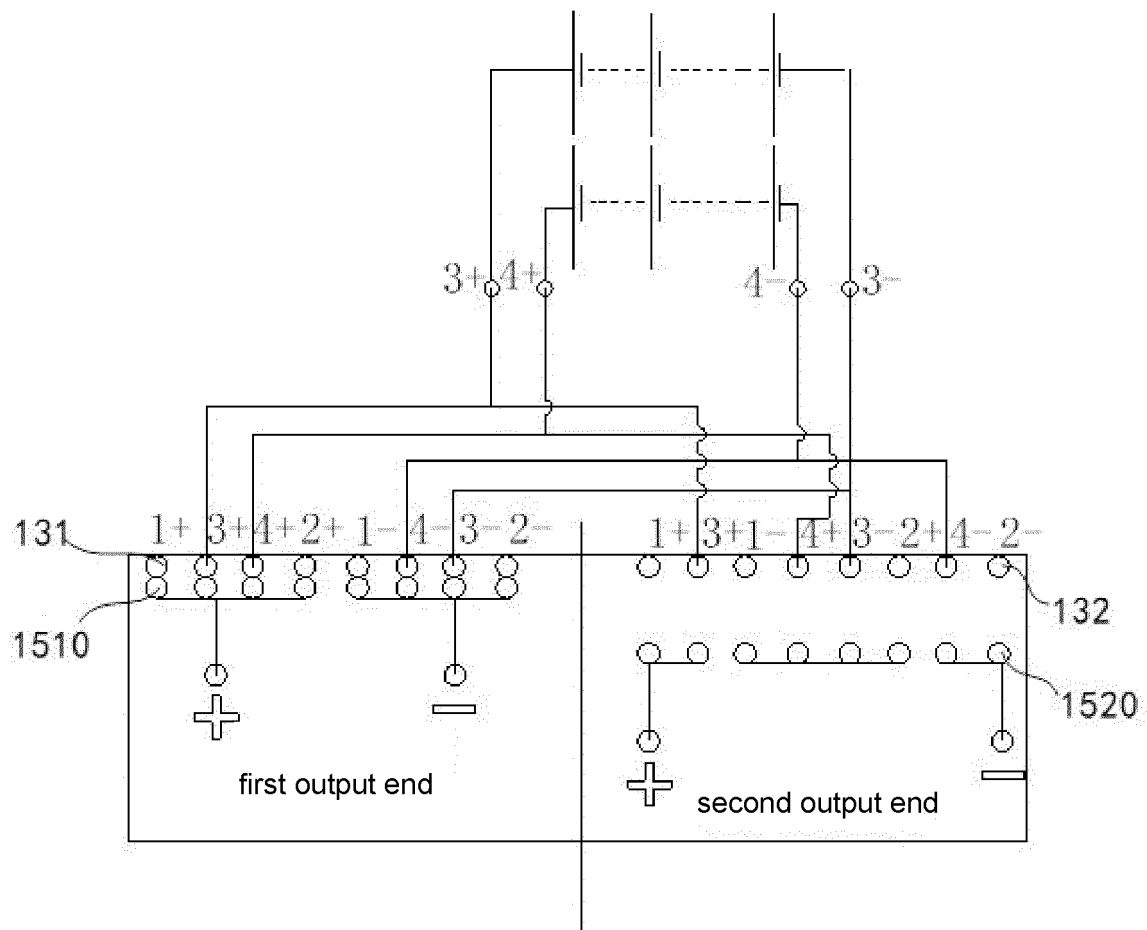 3+ 4+ 4- 3-
131 1+ 3+ 4+ 2+ 1- 4- 3- 2- 1+ 3+ 1- 4+ 3- 2+ 4- 2-
132
1510
1520
+ -
+ -
first output end
second output end